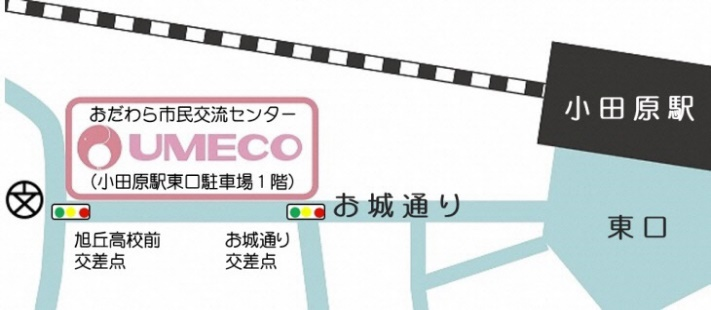 小田原駅
おだわら市民交流センター
UMECO
(小田原駅東口駐車場1階)
文
お城通り
東口
旭丘高校前
交差点
お城通り
交差点